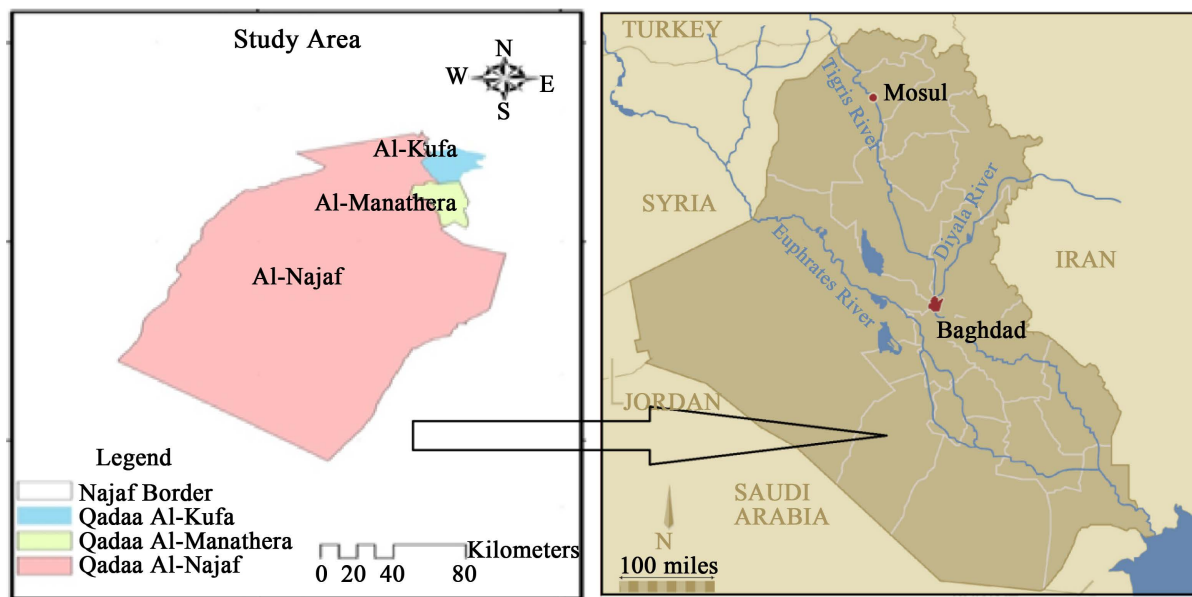 Study Area
N
W E
S
Al-Kufa
Al-Manathera
Al-Najaf
Legend
Najaf Border
Qadaa Al-Kufa
Qadaa Al-Manathera
Qadaa Al-Najaf
Kilometers
0 20 40 80
TURKEY
Mosul
Tigris River
SYRIA
Diyala River
IRAN
Euphrates River
Baghdad
JORDAN
SAUDI
ARABIA
N
100 miles